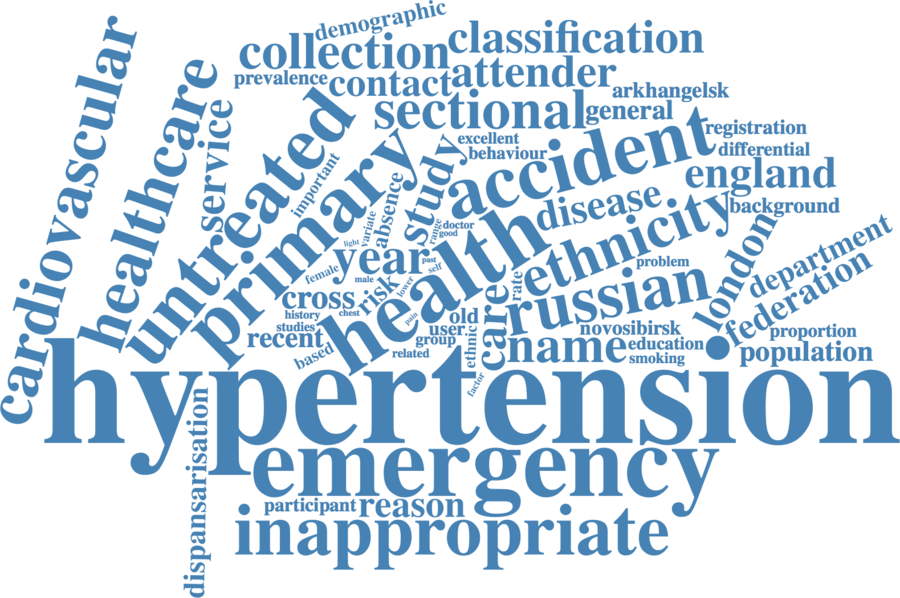 demographic
collection
classification
prevalence
contact
attender
arkhangelsk
sectional
general
cardiovascular
healthcare
service
untreated
important
primary
variate
absence
study
excellent
behaviour
accident
registration
differential
england
background
light
range
doctor
good
disease
ethnicity
year
past
self
female
male
lower
health
problem
department
london
federation
cross
risk
rate
russian
history
chest
pain
old
care
studies
user
ethnic
novosibirsk
proportion
recent
group
name
education
population
based
related
smoking
factor
hypertension
emergency
dispansarisation
participant
reason
inappropriate